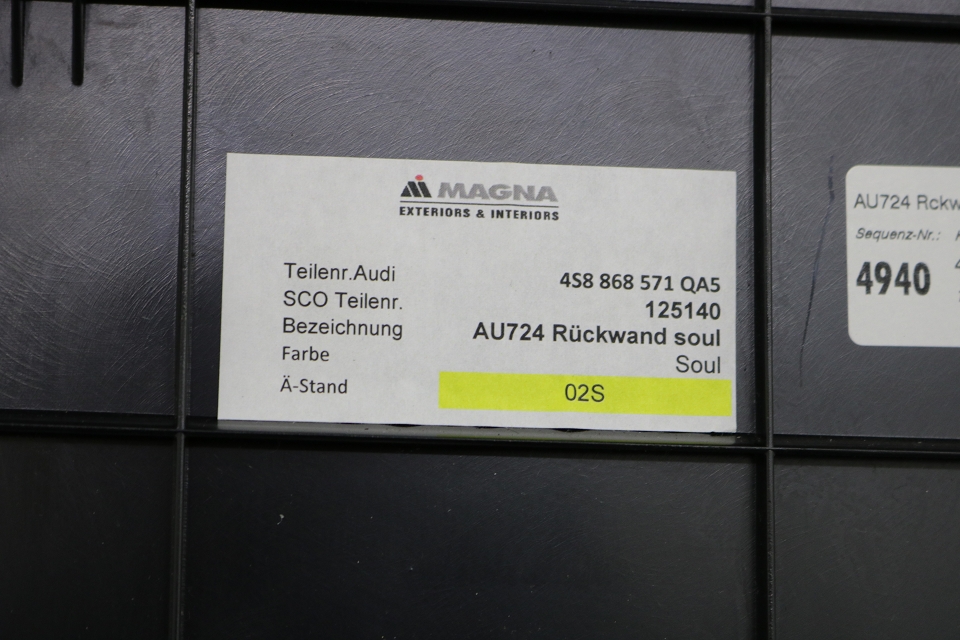 MAGNA
EXTERIORS & INTERIORS
Teilenr.Audi 4S8 868 571 QA5
SCO Teilenr. 125140
Bezeichnung AU724 Rückwand soul
Farbe Soul
Ä-Stand 02S
AU724 Rckw
Sequenz-Nr.:
4940